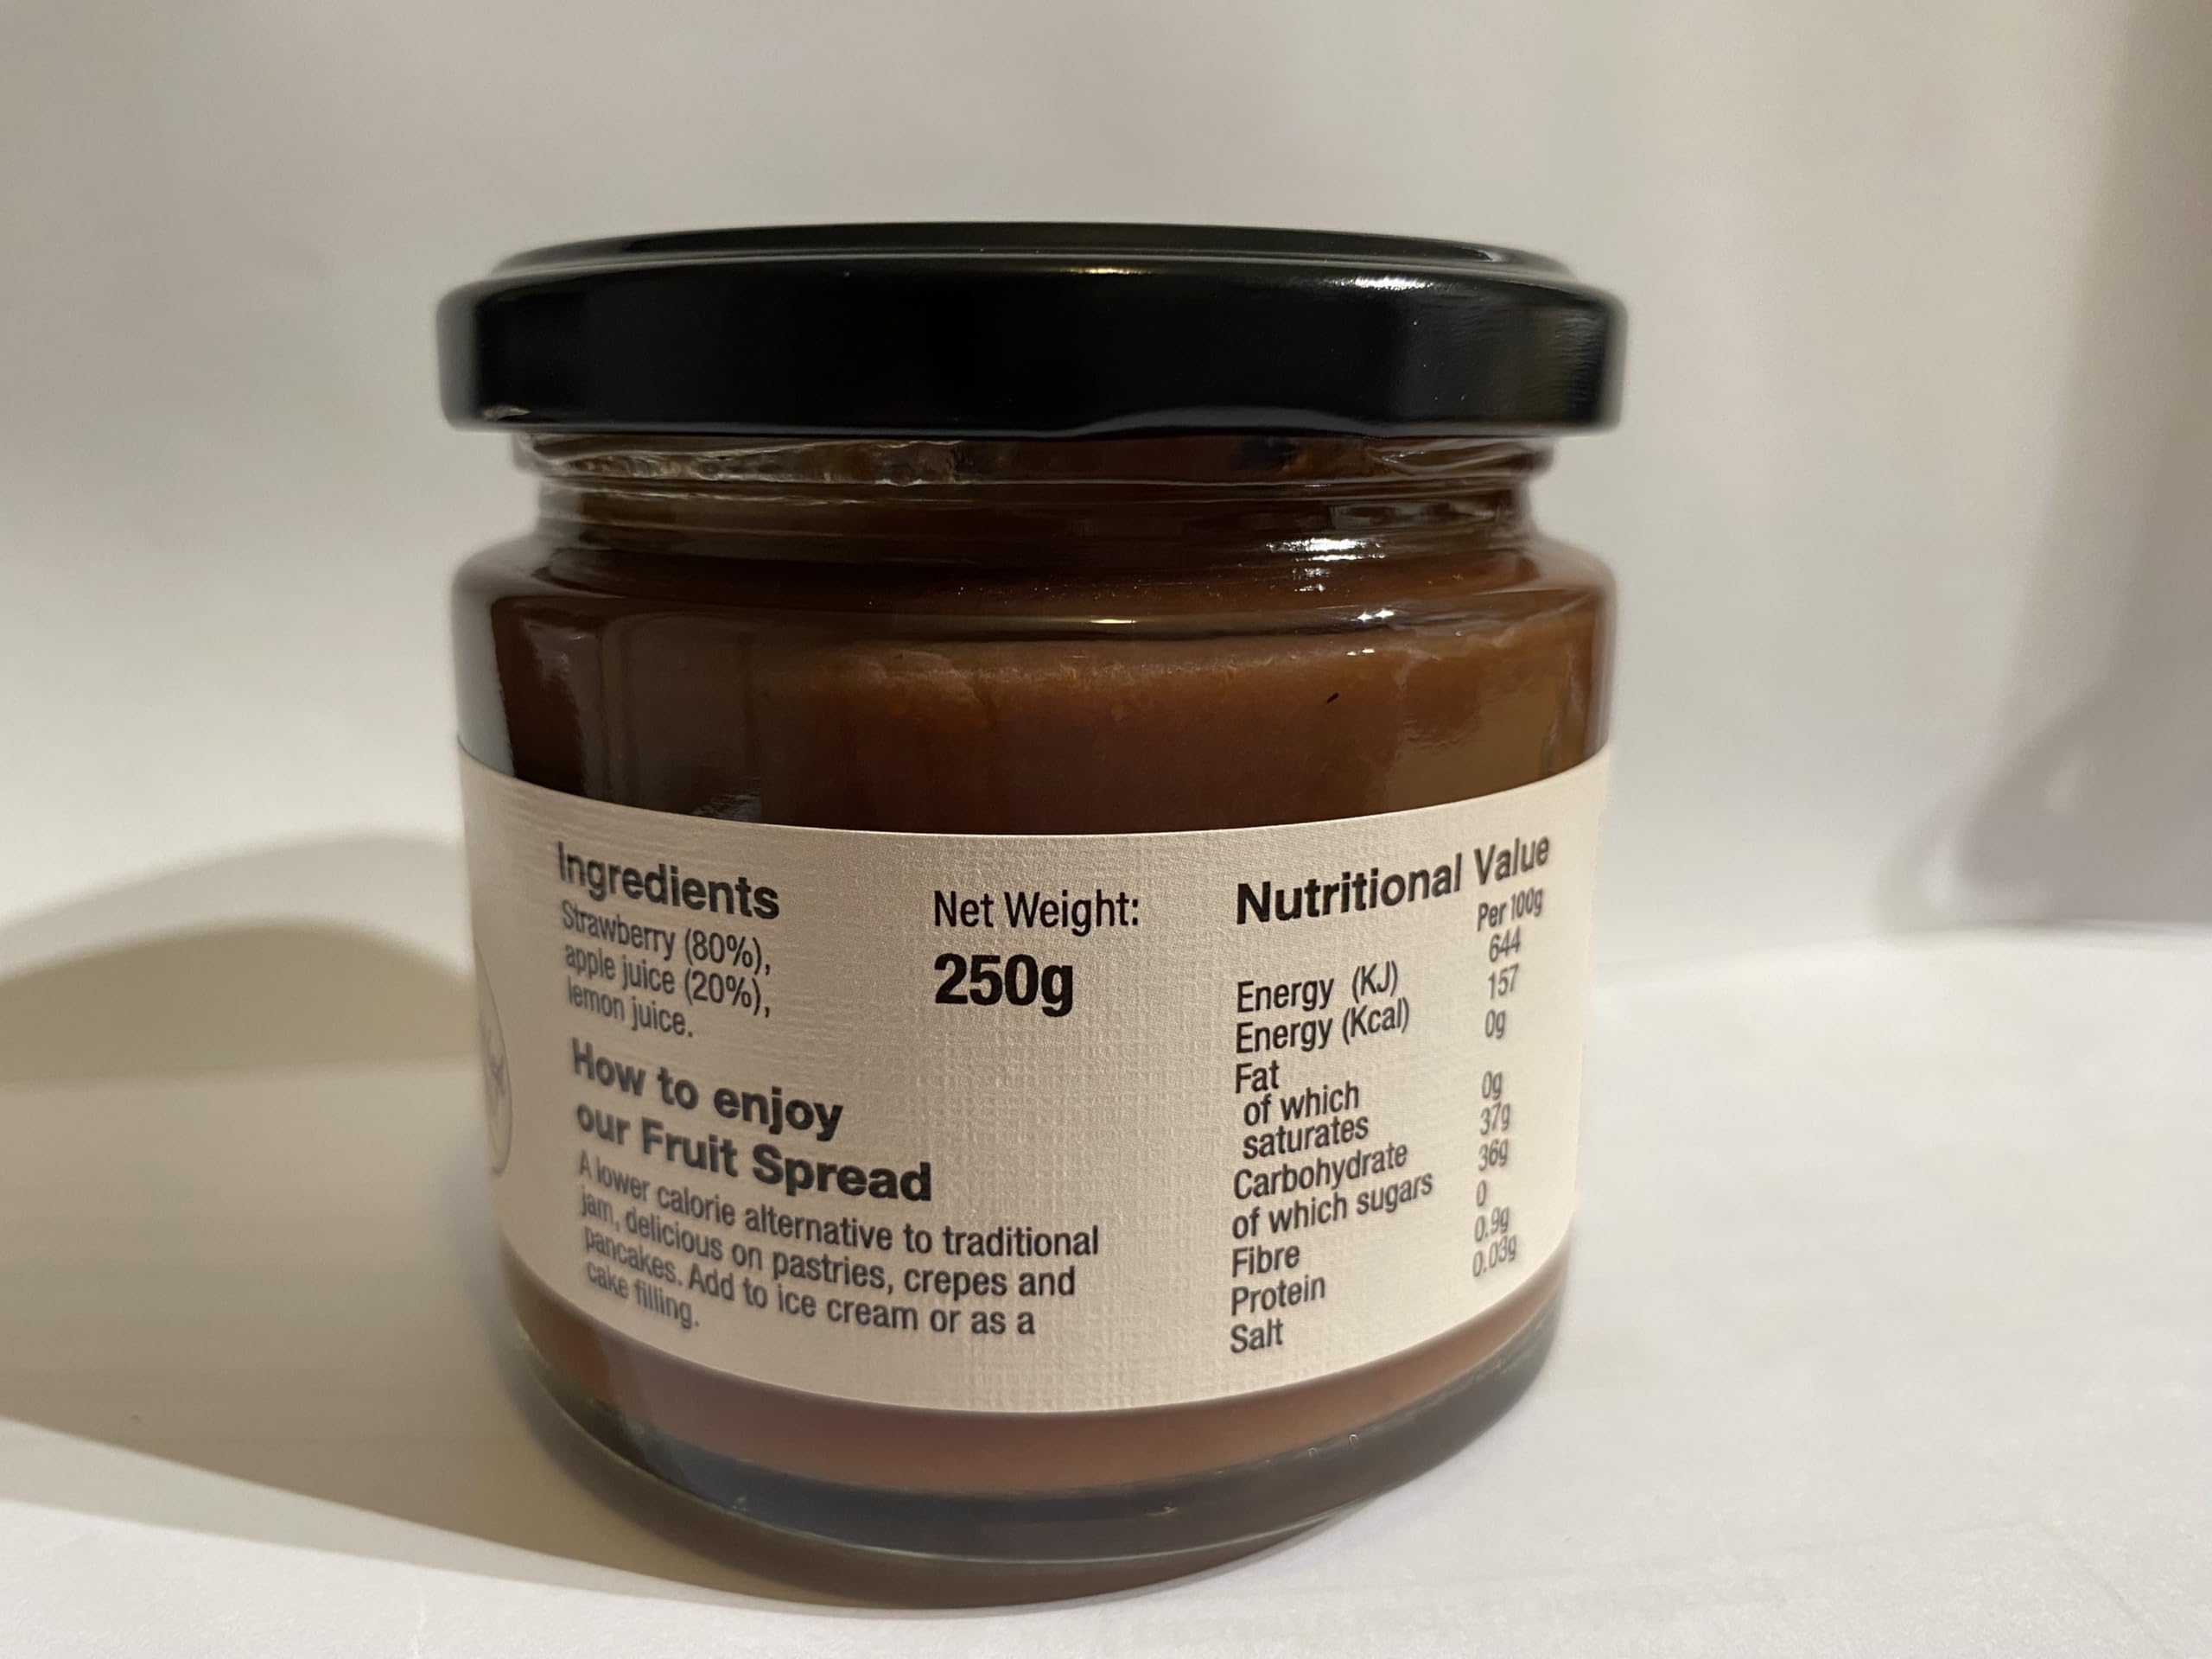 Ingredients
Strawberry (80%),
apple juice (20%),
lemon juice.
How to enjoy
our Fruit Spread
A lower calorie alternative to traditional
jam, delicious on pastries, crepes and
pancakes. Add to ice cream or as a
cake filling.
Net Weight:
250g
Nutritional Value
Per 100g
Energy (KJ) 644
Energy (Kcal) 157
Fat 0g
of which
saturates 0g
Carbohydrate 37g
of which sugars 36g
Fibre 0
Protein 0.9g
Salt 0.03g